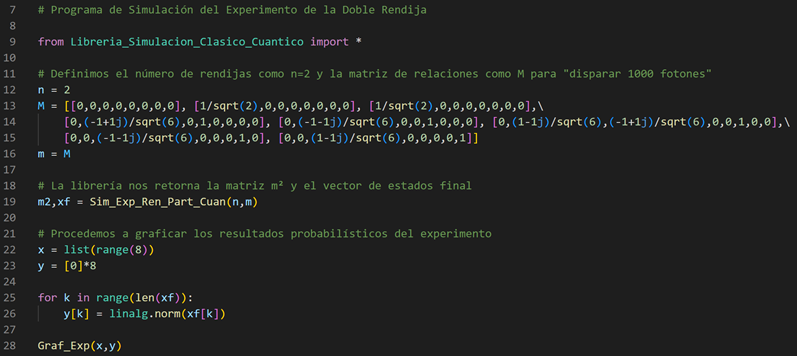 7 # Programa de Simulación del Experimento de la Doble Rendija
8
9 from Libreria_Simulacion_Clasico_Cuantico import *
10
11 # Definimos el número de rendijas como n=2 y la matriz de relaciones como M para "disparar 1000 fotones"
12 n = 2
13 M = [[0,0,0,0,0,0,0,0], [1/sqrt(2),0,0,0,0,0,0,0], [1/sqrt(2),0,0,0,0,0,0,0],\
14 [0,(-1+1j)/sqrt(6),0,1,0,0,0,0], [0,(-1-1j)/sqrt(6),0,0,1,0,0,0], [0,(1-1j)/sqrt(6),(-1+1j)/sqrt(6),0,0,1,0,0],\
15 [0,0,(-1-1j)/sqrt(6),0,0,0,1,0], [0,0,(1-1j)/sqrt(6),0,0,0,0,1]]
16 m = M
17
18 # La librería nos retorna la matriz m² y el vector de estados final
19 m2,xf = Sim_Exp_Ren_Part_Cuan(n,m)
20
21 # Procedemos a graficar los resultados probabilísticos del experimento
22 x = list(range(8))
23 y = [0]*8
24
25 for k in range(len(xf)):
26 y[k] = linalg.norm(xf[k])
27
28 Graf_Exp(x,y)